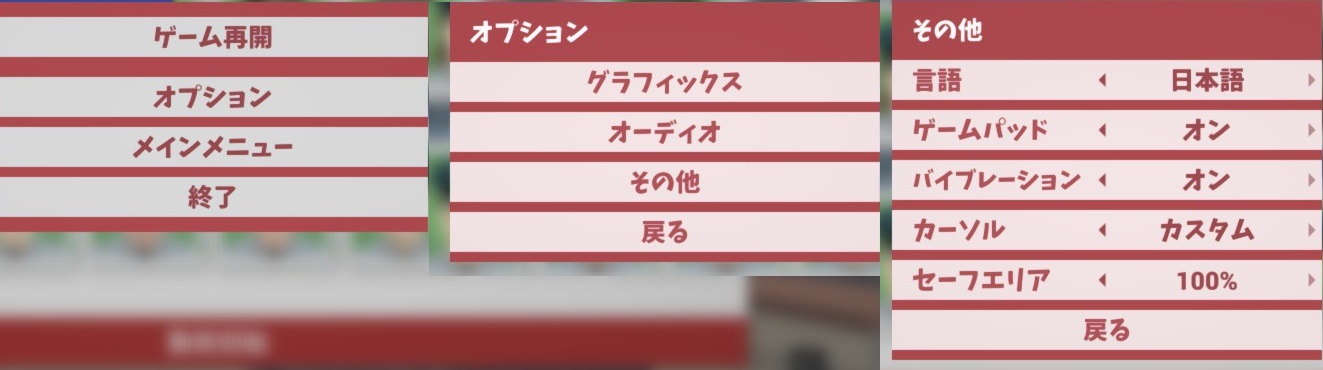 ゲーム再開
オプション
メインメニュー
終了
オプション
グラフィックス
オーディオ
その他
戻る
その他
言語 日本語
ゲームパッド オン
バイブレーション オン
カーソル カスタム
セーフエリア 100%
戻る